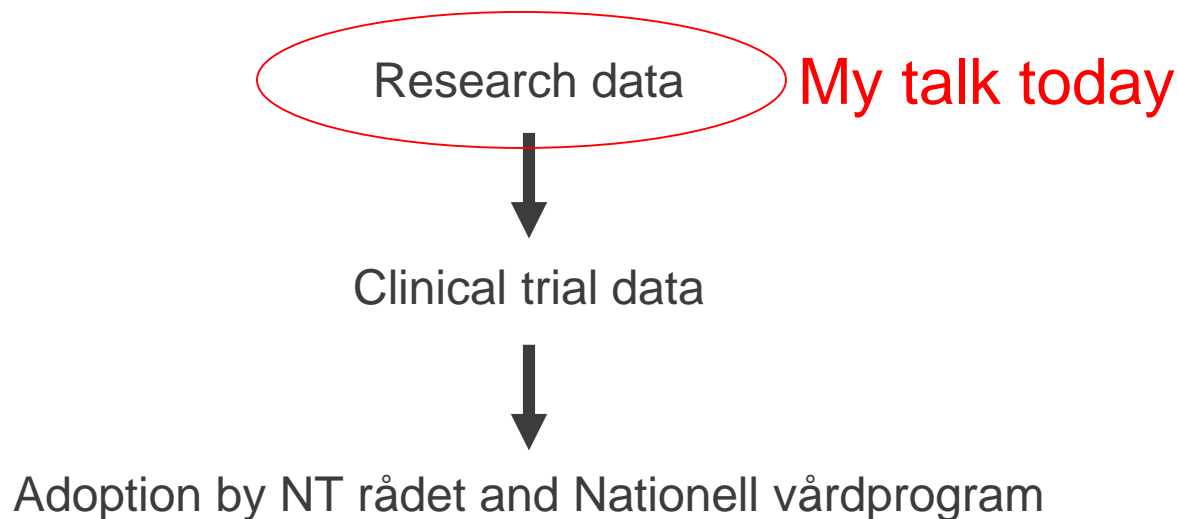 Research data
My talk today
Clinical trial data
Adoption by NT rådet and Nationell vårdprogram